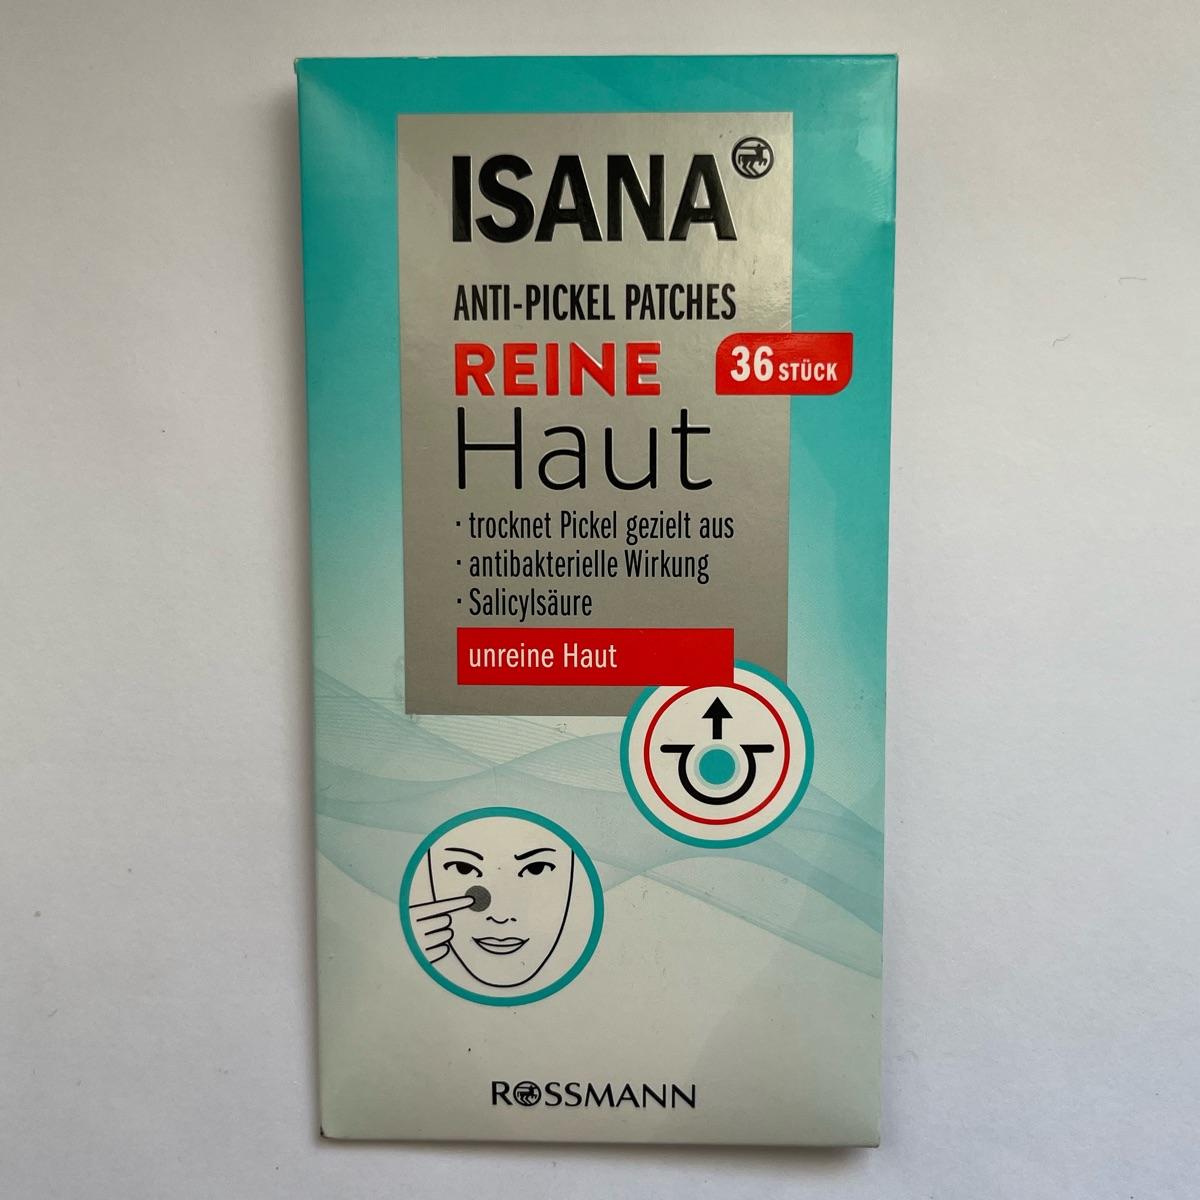 ISANA
ANTI-PICKEL PATCHES
REINE
36 STÜCK
Haut
· trocknet Pickel gezielt aus
· antibakterielle Wirkung
· Salicylsäure
unreine Haut
ROSSMANN